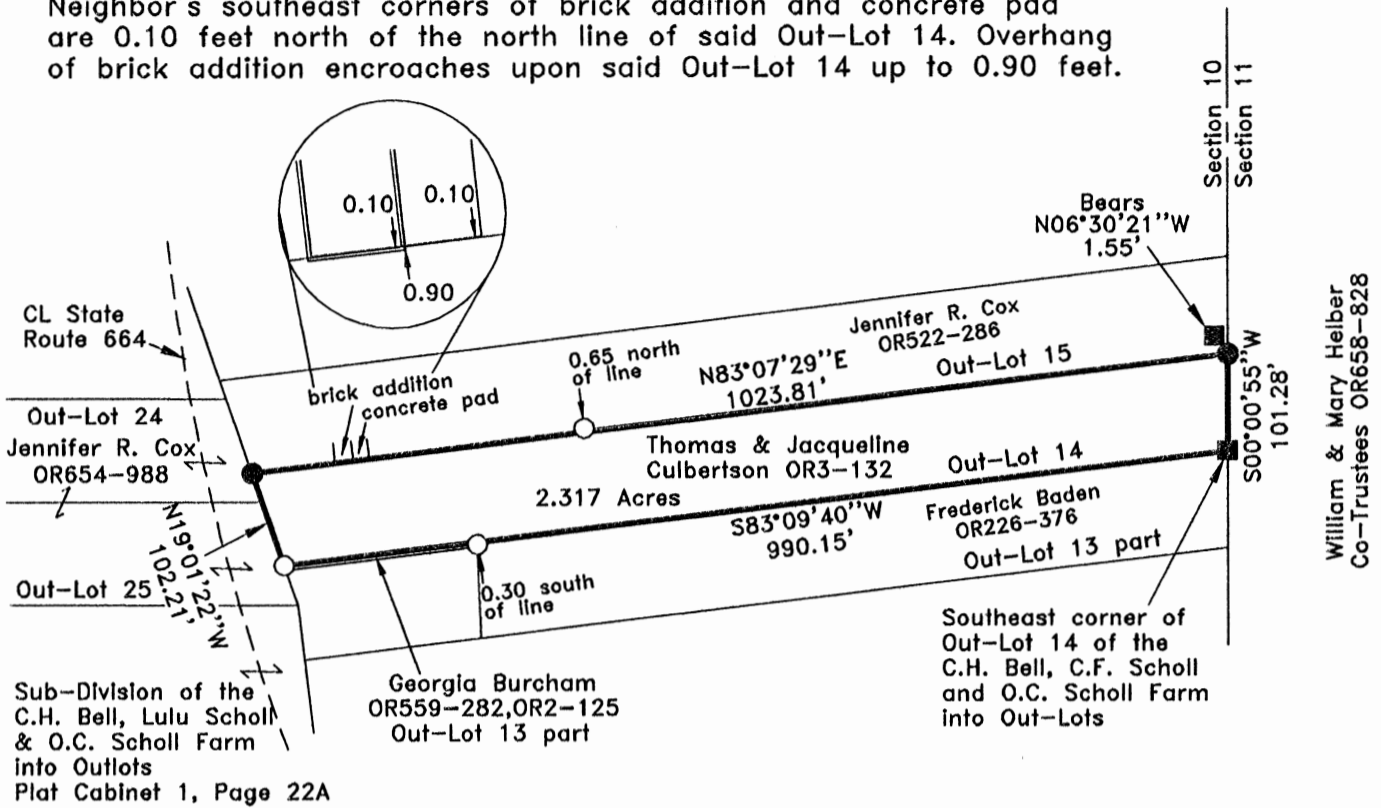 Neighbor's southeast corners of brick addition and concrete pad
are 0.10 feet north of the north line of said Out-Lot 14. Overhang
of brick addition encroaches upon said Out-Lot 14 up to 0.90 feet.
Section 10
Section 11
0.10
0.10
0.90
Bears
N06°30'21"W
1.55'
CL State
Route 664
brick addition
concrete pad
0.65 north
of line
N83°07'29"E
1023.81'
Jennifer R. Cox
OR522-286
Out-Lot 15
S00°00'55"W
101.28'
William & Mary Helber
Co-Trustees OR658-828
Out-Lot 24
Jennifer R. Cox
OR654-988
Thomas & Jacqueline
Culbertson OR3-132
2.317 Acres
Out-Lot 14
S83°09'40"W
990.15'
Frederick Baden
OR226-376
Out-Lot 13 part
N19°01'22"W
102.21'
Out-Lot 25
0.30 south
of line
Georgia Burcham
OR559-282,OR2-125
Out-Lot 13 part
Southeast corner of
Out-Lot 14 of the
C.H. Bell, C.F. Scholl
and O.C. Scholl Farm
into Out-Lots
Sub-Division of the
C.H. Bell, Lulu Scholl
& O.C. Scholl Farm
into Outlots
Plat Cabinet 1, Page 22A